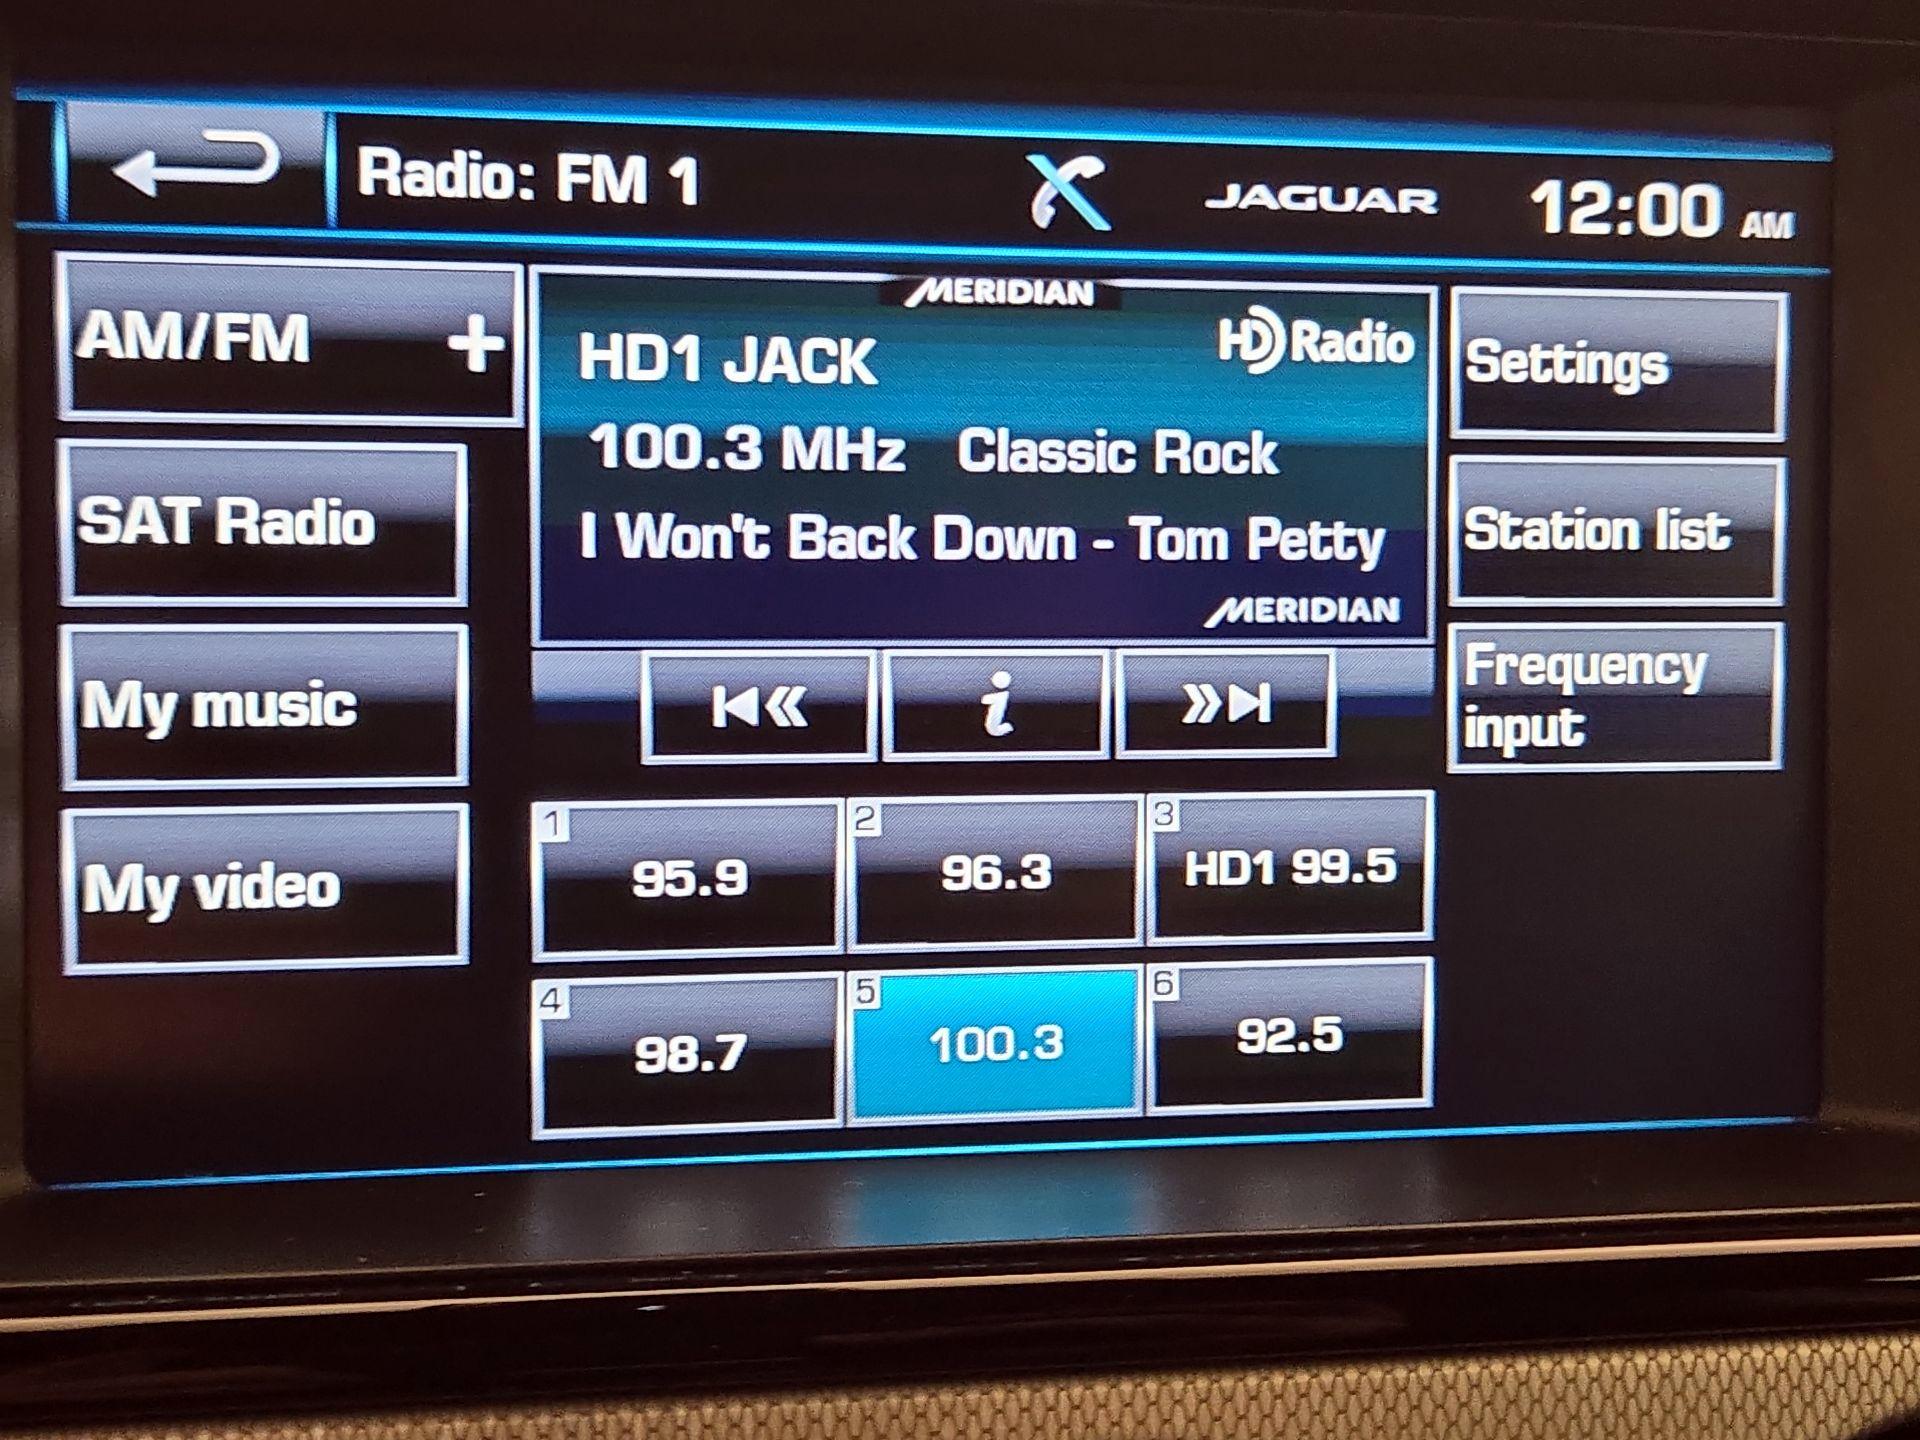 Radio: FM 1
JAGUAR
12:00 AM
AM/FM +
SAT Radio
My music
My video
MERIDIAN
HD1 JACK
HD Radio
100.3 MHz Classic Rock
I Won't Back Down - Tom Petty
MERIDIAN
i
Settings
Station list
Frequency
input
1
95.9
2
96.3
3
HD1 99.5
4
98.7
5
100.3
6
92.5